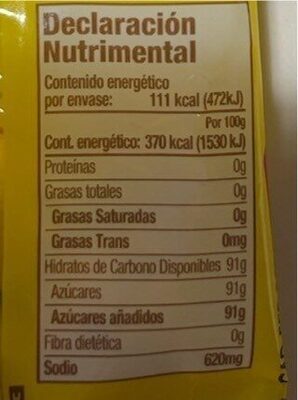 Declaración
Nutrimental
Contenido energético
por envase: 111 kcal (472kJ)
Por 100g
Cont. energético: 370 kcal (1530 kJ)
Proteínas 0g
Grasas totales 0g
Grasas Saturadas 0g
Grasas Trans 0mg
Hidratos de Carbono Disponibles 91g
Azúcares 91g
Azúcares añadidos 91g
Fibra dietética 0g
Sodio 620mg